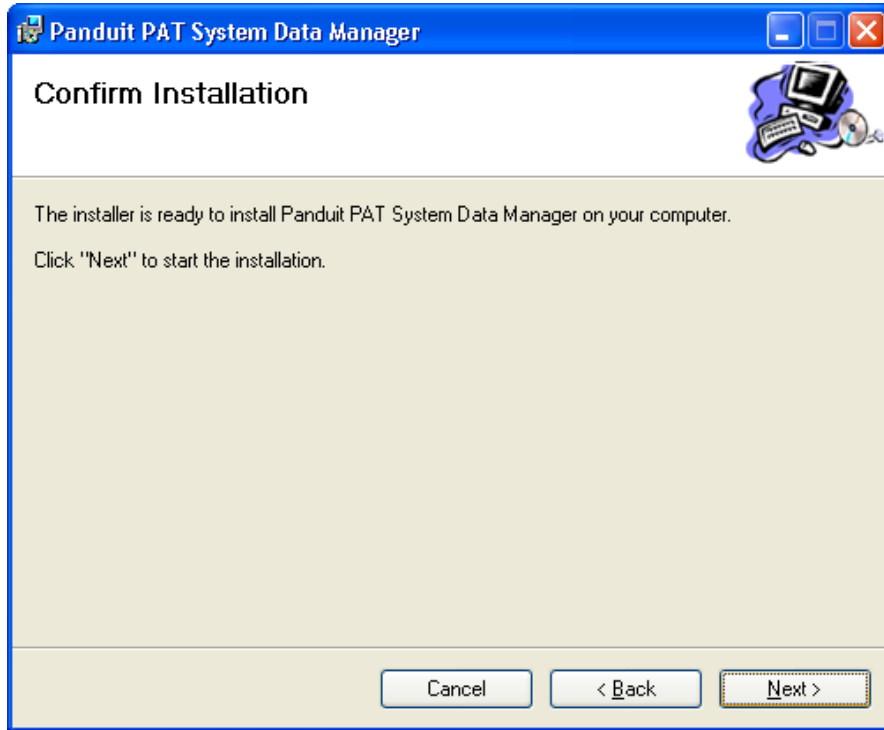 Panduit PAT System Data Manager
Confirm Installation
The installer is ready to install Panduit PAT System Data Manager on your computer.
Click "Next" to start the installation.
Cancel
< Back
Next >